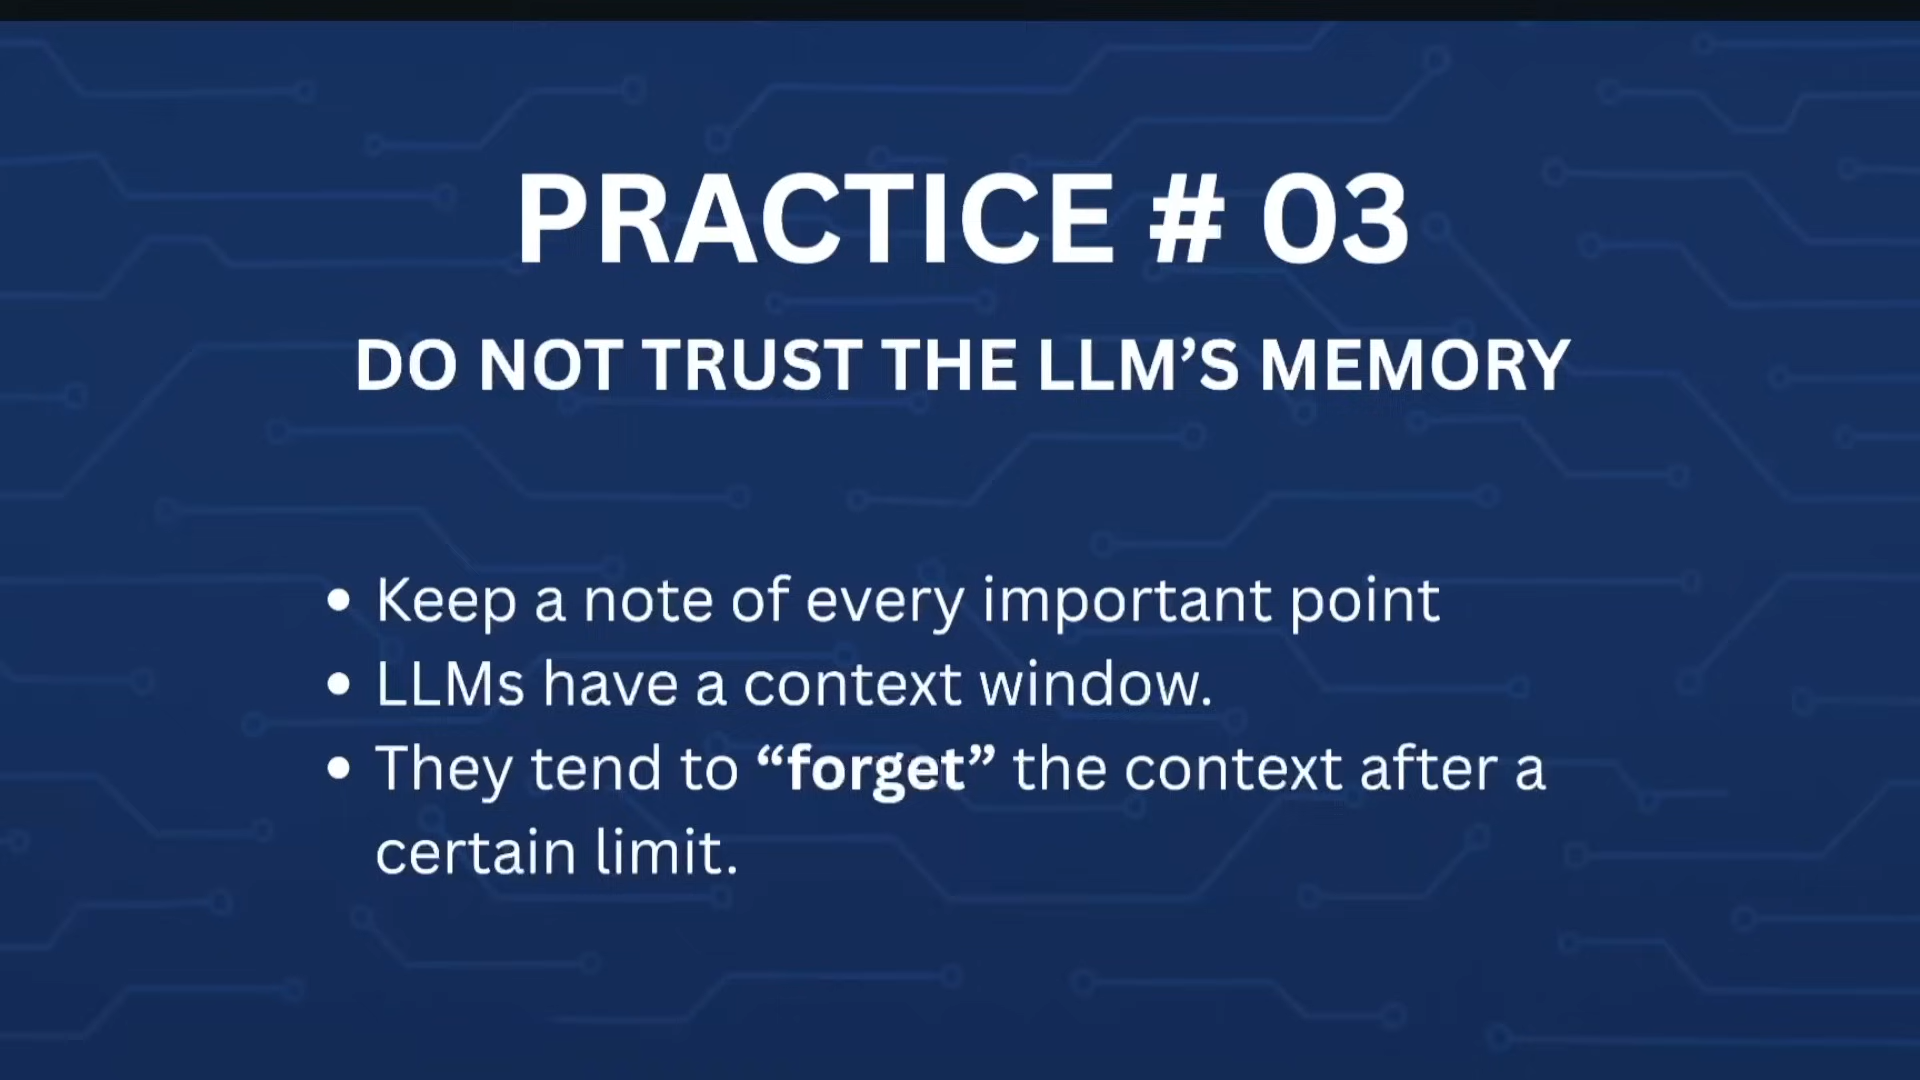 PRACTICE # 03
DO NOT TRUST THE LLM’S MEMORY
• Keep a note of every important point
• LLMs have a context window.
• They tend to “forget” the context after a
certain limit.